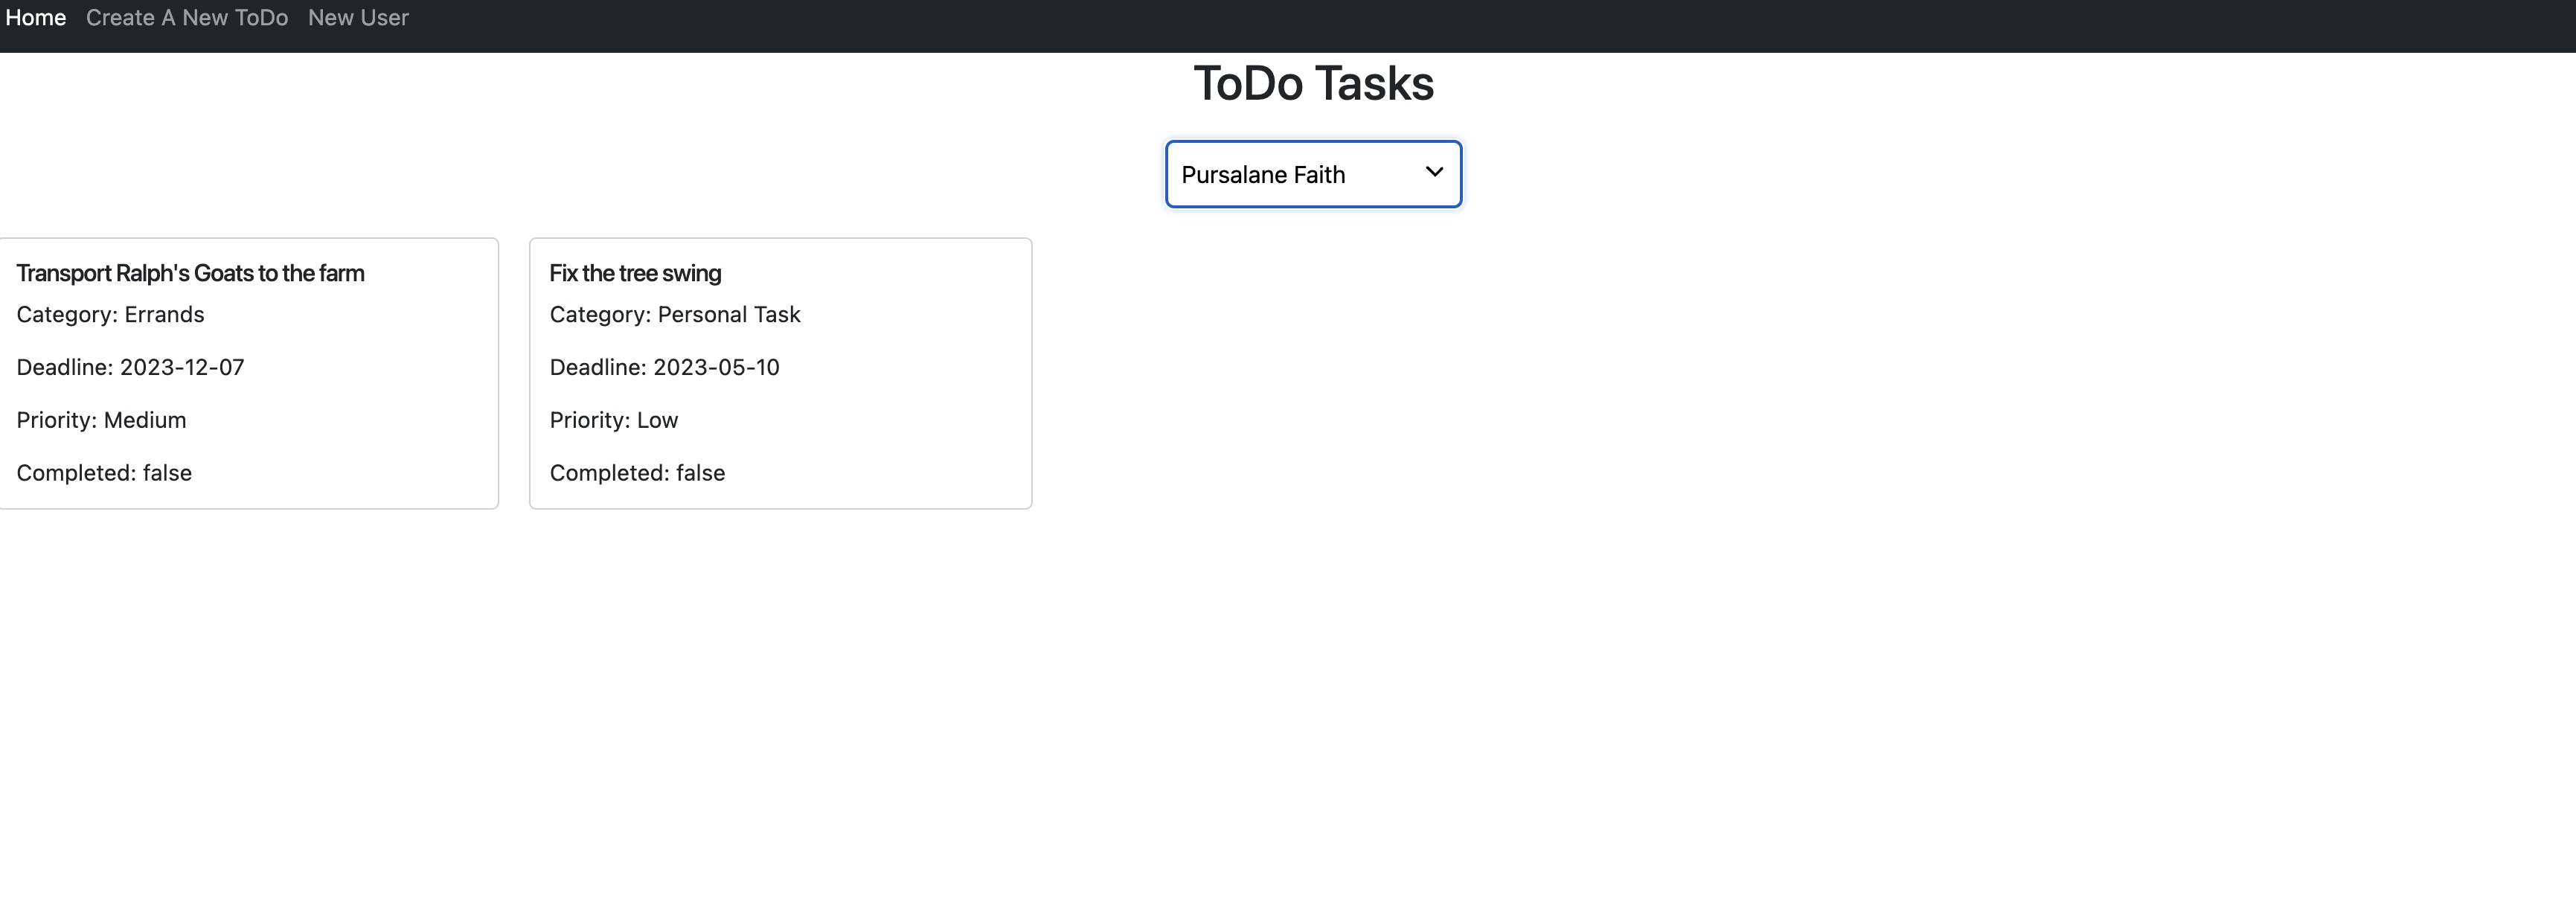 Home Create A New ToDo New User
ToDo Tasks
Pursalane Faith
Transport Ralph's Goats to the farm
Category: Errands
Deadline: 2023-12-07
Priority: Medium
Completed: false
Fix the tree swing
Category: Personal Task
Deadline: 2023-05-10
Priority: Low
Completed: false